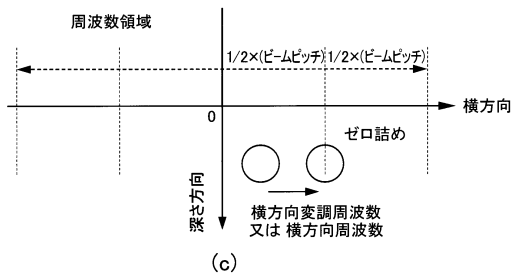 周波数領域
1/2×(ビームピッチ) 1/2×(ビームピッチ)
横方向
0
ゼロ詰め
深さ方向
横方向変調周波数
又は 横方向周波数
(c)